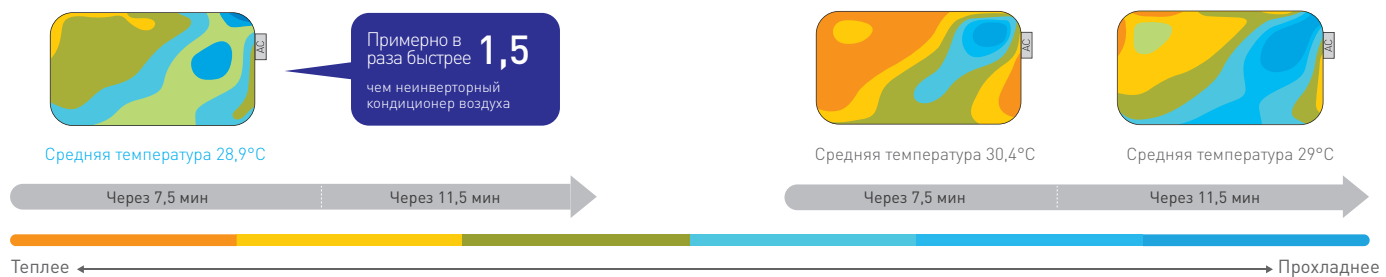 AC
Примерно в
раза быстрее 1,5
чем неинверторный
кондиционер воздуха
AC
AC
Средняя температура 28,9°C
Средняя температура 30,4°C
Средняя температура 29°C
Через 7,5 мин
Через 11,5 мин
Через 7,5 мин
Через 11,5 мин
Теплее
Прохладнее